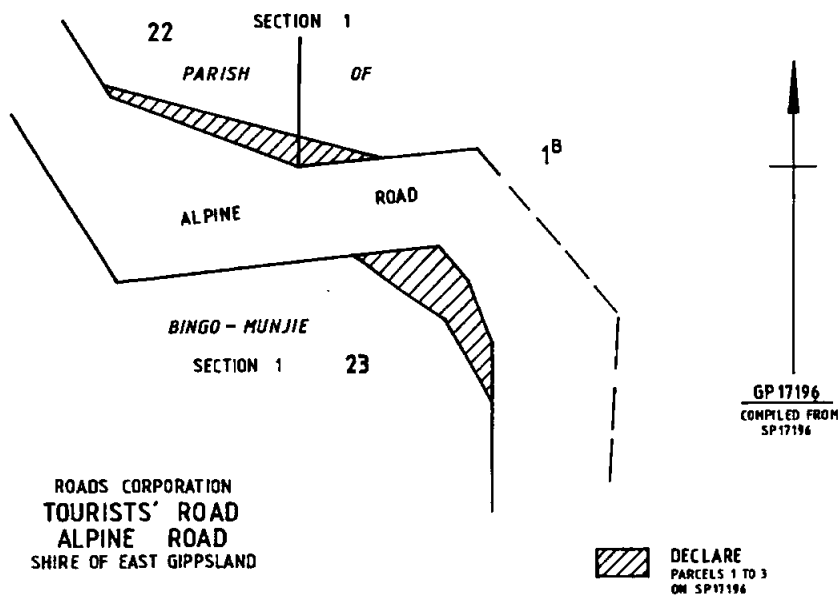 22
SECTION 1
PARISH OF
1B
ALPINE ROAD
BINGO - MUNJIE
SECTION 1 23
GP 17196
COMPILED FROM
SP17196
ROADS CORPORATION
TOURISTS' ROAD
ALPINE ROAD
SHIRE OF EAST GIPPSLAND
DECLARE
PARCELS 1 TO 3
ON SP17196